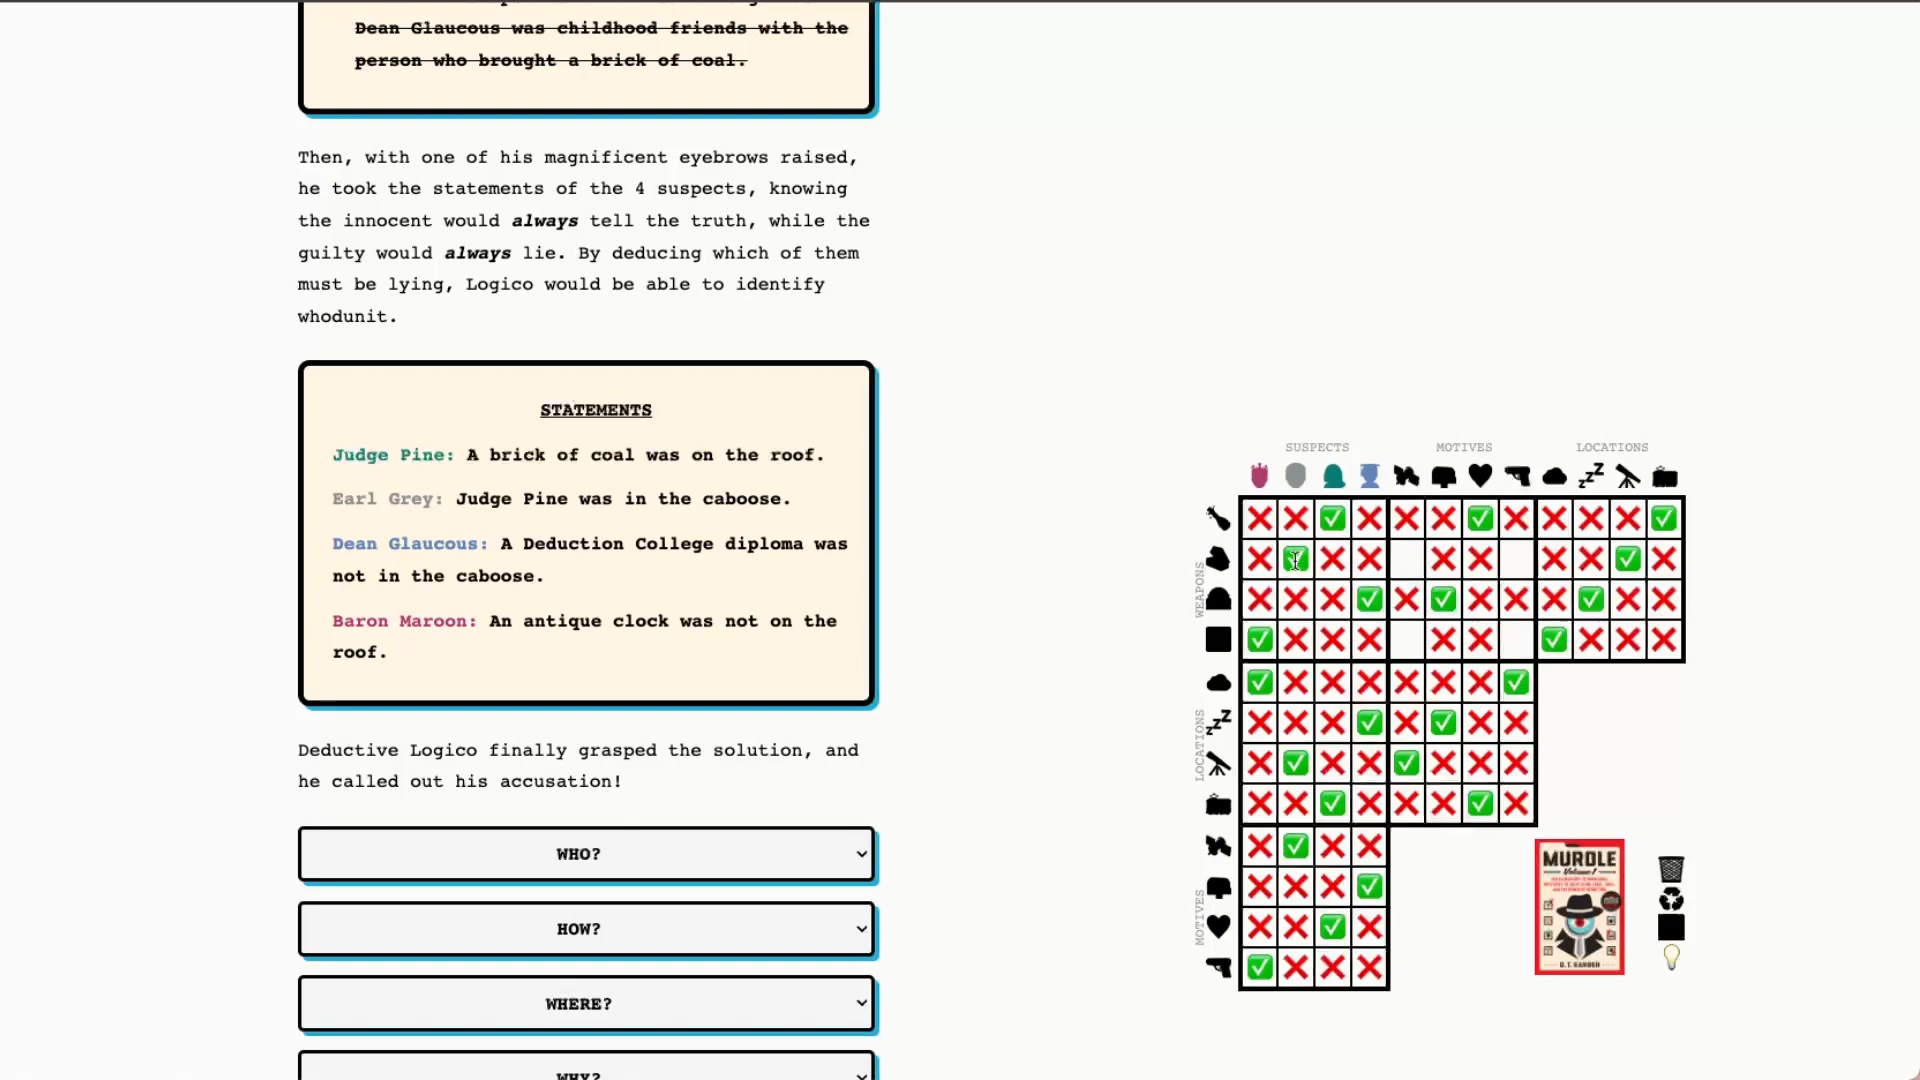 Dean Glaucous was childhood friends with the
person who brought a brick of coal.
Then, with one of his magnificent eyebrows raised,
he took the statements of the 4 suspects, knowing
the innocent would always tell the truth, while the
guilty would always lie. By deducing which of them
must be lying, Logico would be able to identify
whodunit.
STATEMENTS
Judge Pine: A brick of coal was on the roof.
Earl Grey: Judge Pine was in the caboose.
Dean Glaucous: A Deduction College diploma was
not in the caboose.
Baron Maroon: An antique clock was not on the
roof.
Deductive Logico finally grasped the solution, and
he called out his accusation!
WHO?
HOW?
WHERE?
WHY?
SUSPECTS
MOTIVES
LOCATIONS
WEAPONS
LOCATIONS
MOTIVES
MURDLE
Volume 1
G.T. KARBER